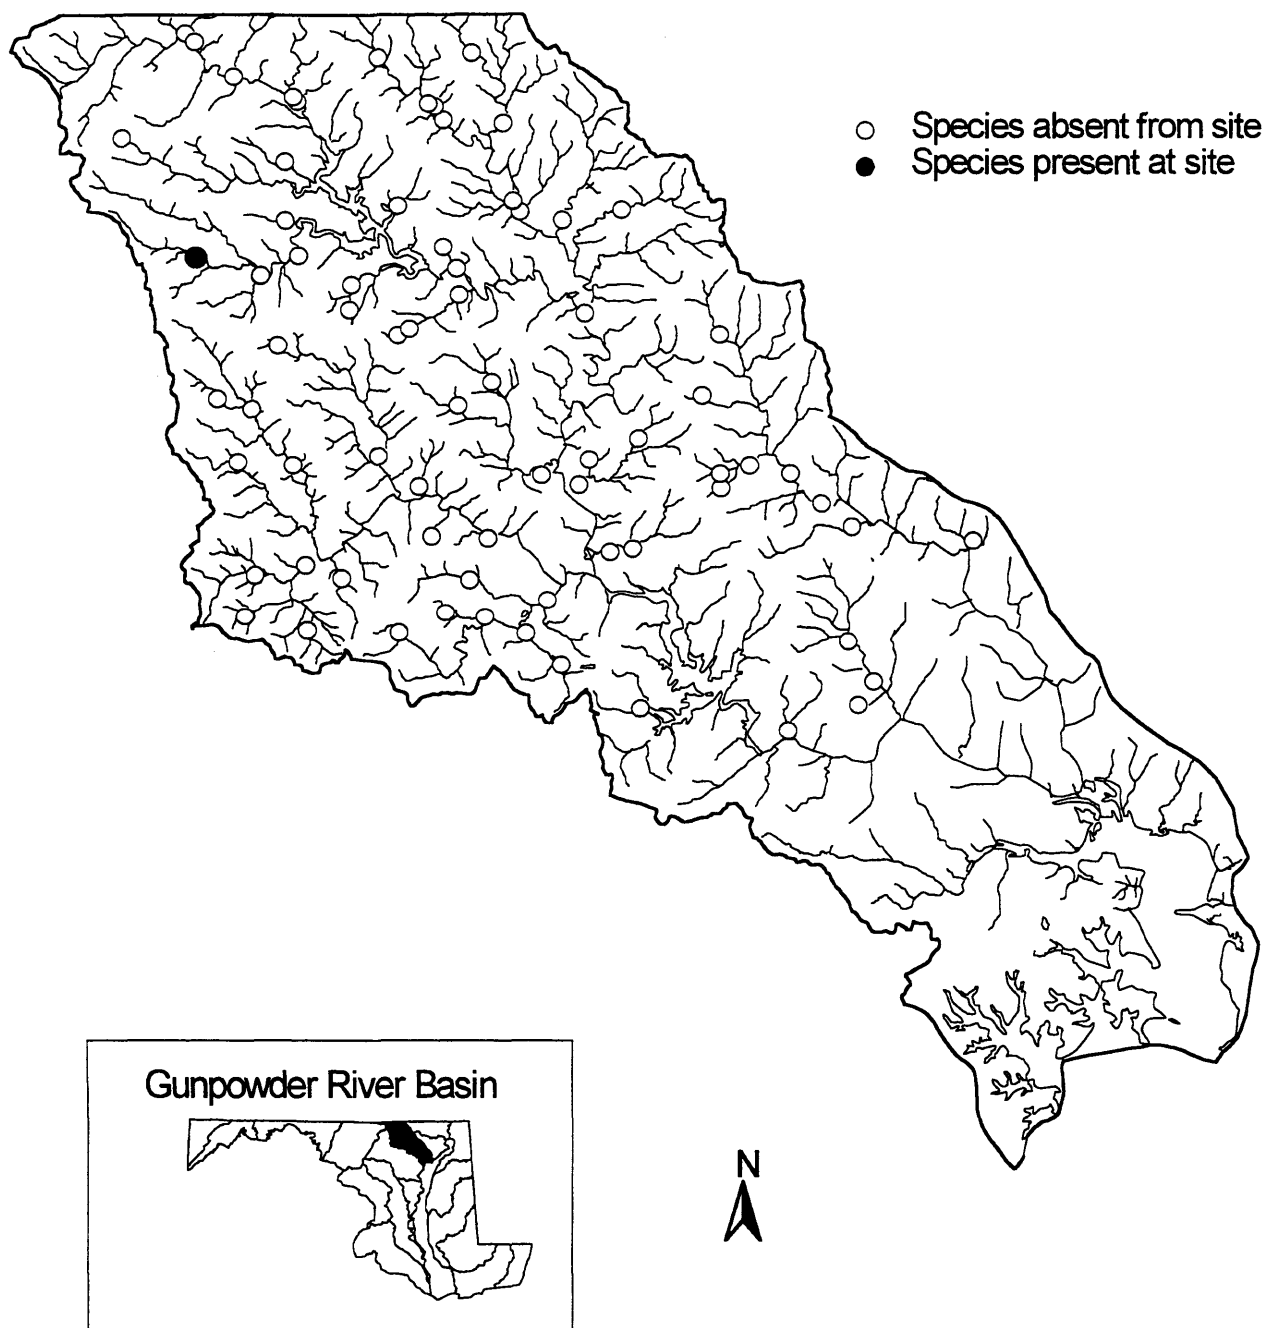 Species absent from site
Species present at site
Gunpowder River Basin
N